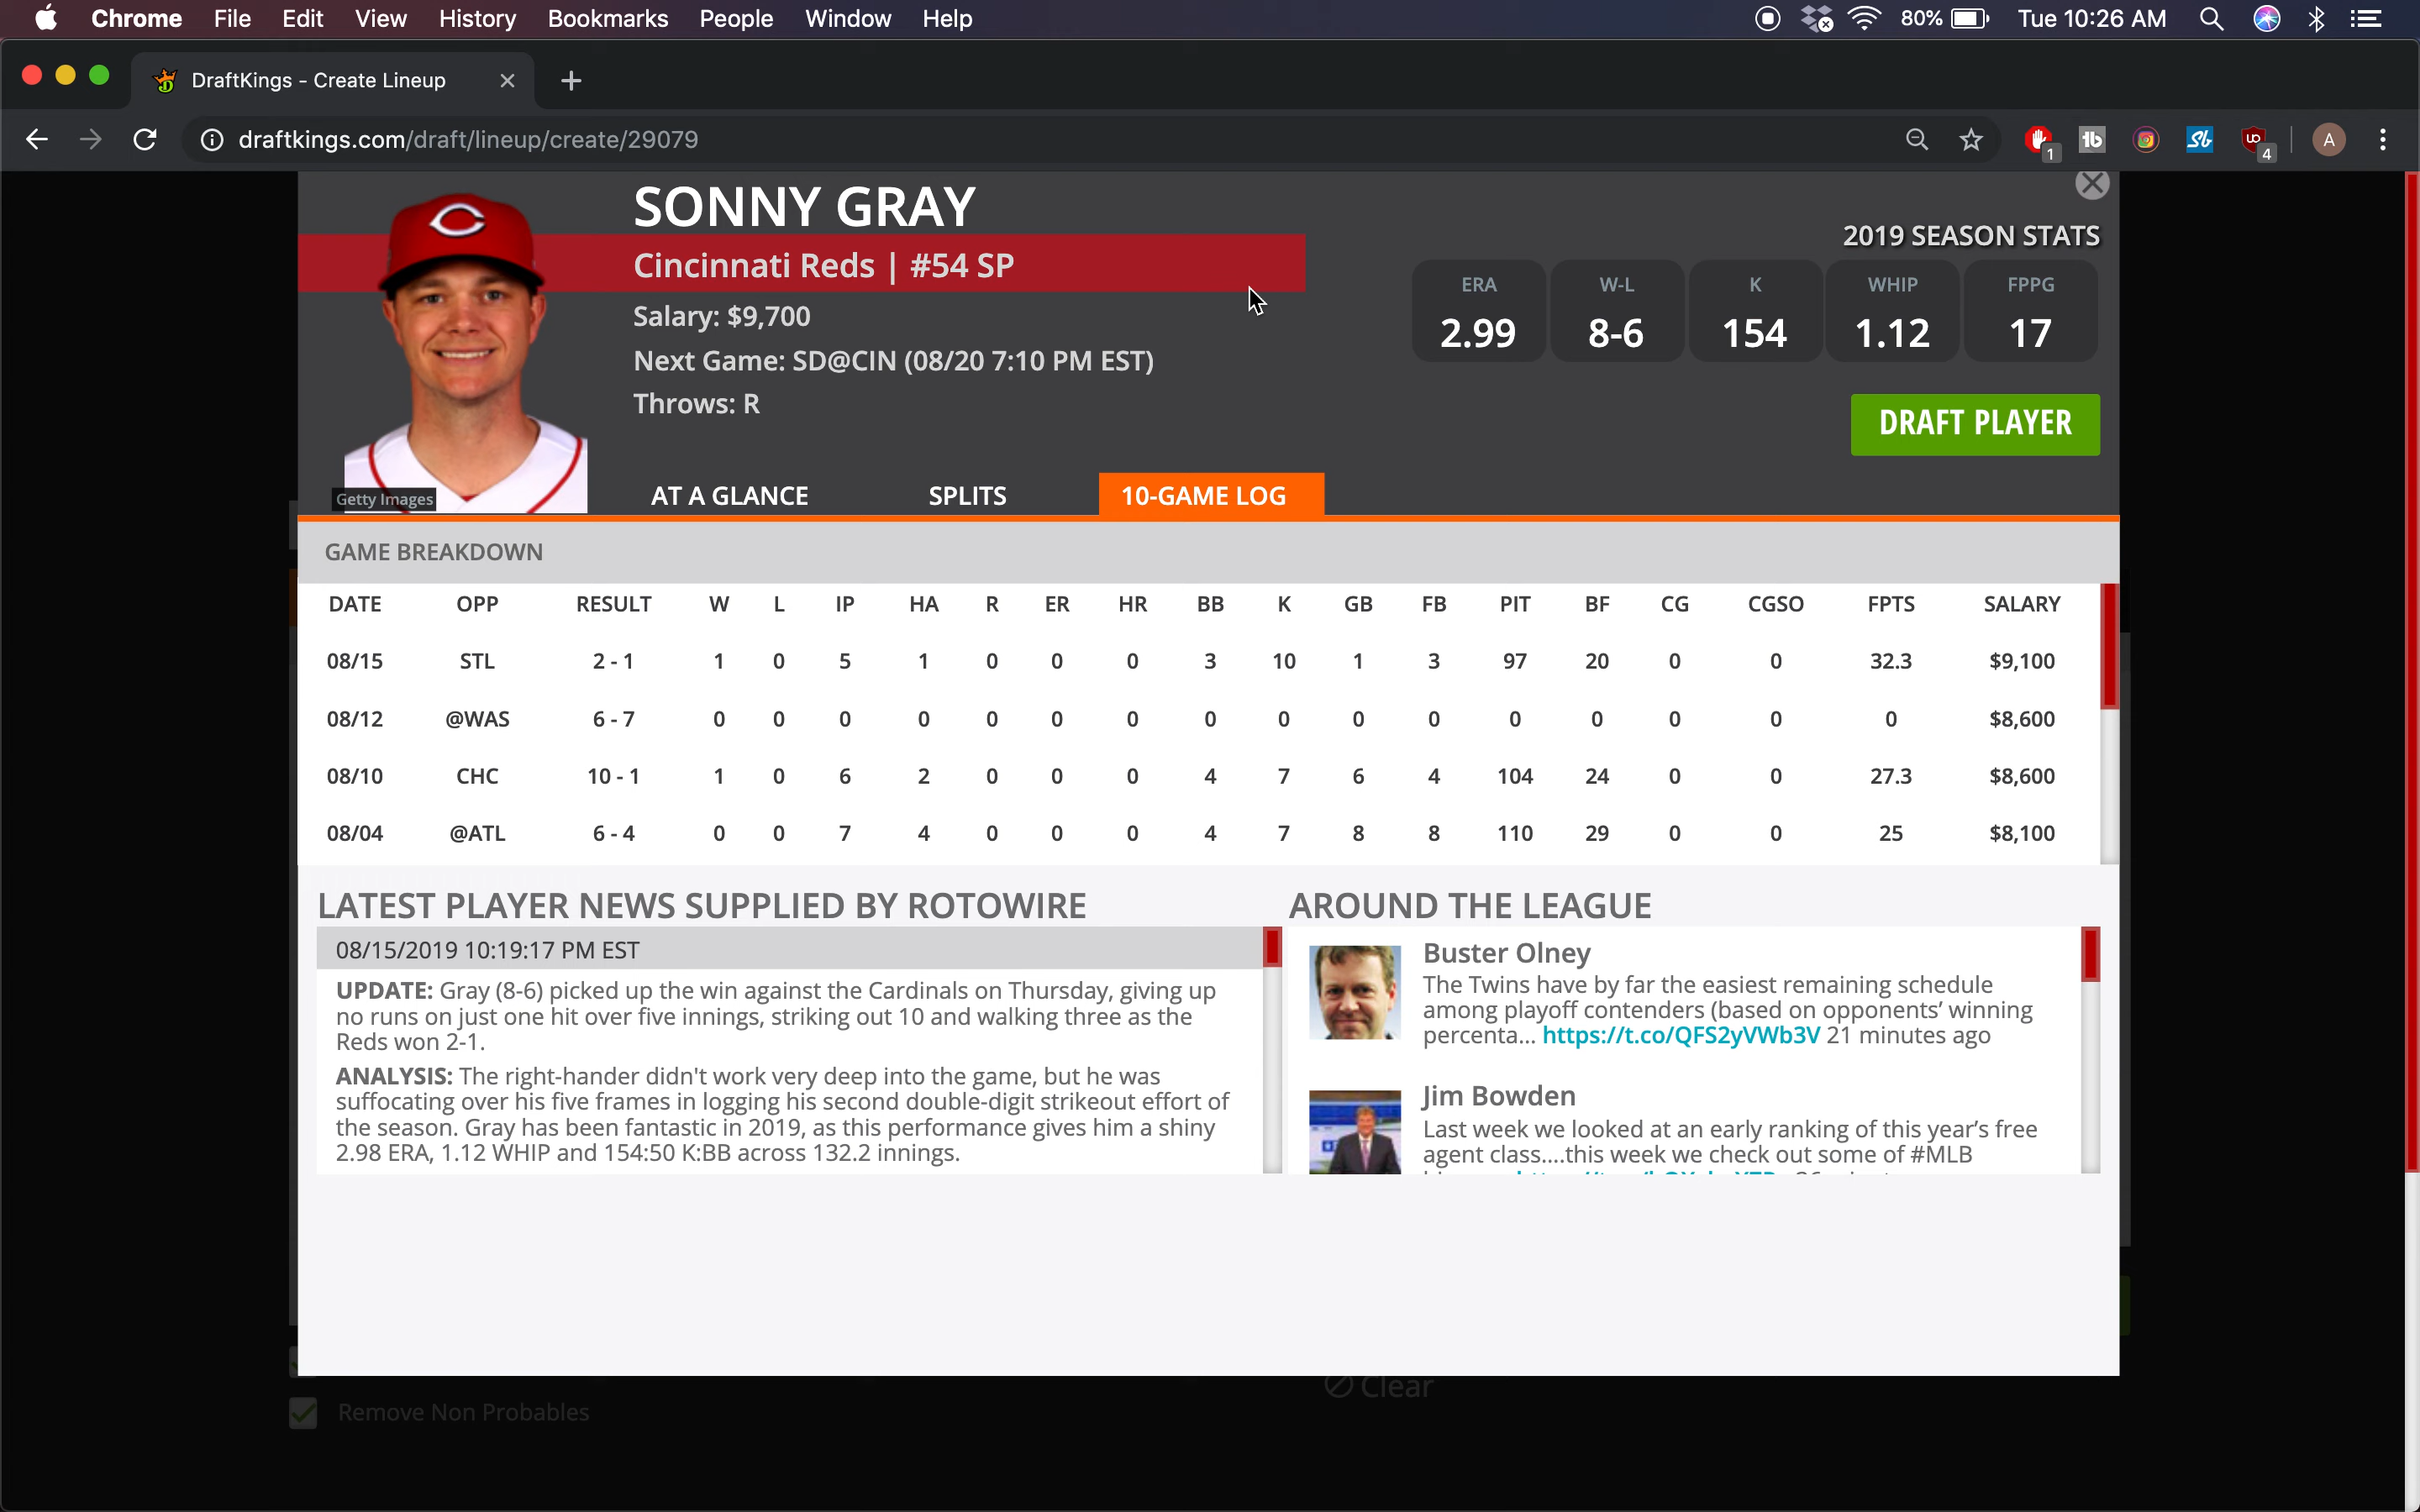 Chrome File Edit View History Bookmarks People Window Help 80% Tue 10:26 AM
DraftKings - Create Lineup
draftkings.com/draft/lineup/create/29079 1 tb Sb 4 A
SONNY GRAY
Cincinnati Reds | #54 SP
Salary: $9,700
Next Game: SD@CIN (08/20 7:10 PM EST)
Throws: R
2019 SEASON STATS
ERA W-L K WHIP FPPG
2.99 8-6 154 1.12 17
DRAFT PLAYER
Getty Images
AT A GLANCE SPLITS 10-GAME LOG
GAME BREAKDOWN
DATE OPP RESULT W L IP HA R ER HR BB K GB FB PIT BF CG CGSO FPTS SALARY
08/15 STL 2 - 1 1 0 5 1 0 0 0 3 10 1 3 97 20 0 0 32.3 $9,100
08/12 @WAS 6 - 7 0 0 0 0 0 0 0 0 0 0 0 0 0 0 0 0 $8,600
08/10 CHC 10 - 1 1 0 6 2 0 0 0 4 7 6 4 104 24 0 0 27.3 $8,600
08/04 @ATL 6 - 4 0 0 7 4 0 0 0 4 7 8 8 110 29 0 0 25 $8,100
LATEST PLAYER NEWS SUPPLIED BY ROTOWIRE
08/15/2019 10:19:17 PM EST
UPDATE: Gray (8-6) picked up the win against the Cardinals on Thursday, giving up
no runs on just one hit over five innings, striking out 10 and walking three as the
Reds won 2-1.
ANALYSIS: The right-hander didn't work very deep into the game, but he was
suffocating over his five frames in logging his second double-digit strikeout effort of
the season. Gray has been fantastic in 2019, as this performance gives him a shiny
2.98 ERA, 1.12 WHIP and 154:50 K:BB across 132.2 innings.
AROUND THE LEAGUE
Buster Olney
The Twins have by far the easiest remaining schedule
among playoff contenders (based on opponents’ winning
percenta... https://t.co/QFS2yVWb3V 21 minutes ago
Jim Bowden
Last week we looked at an early ranking of this year’s free
agent class....this week we check out some of #MLB
Clear
Remove Non Probables